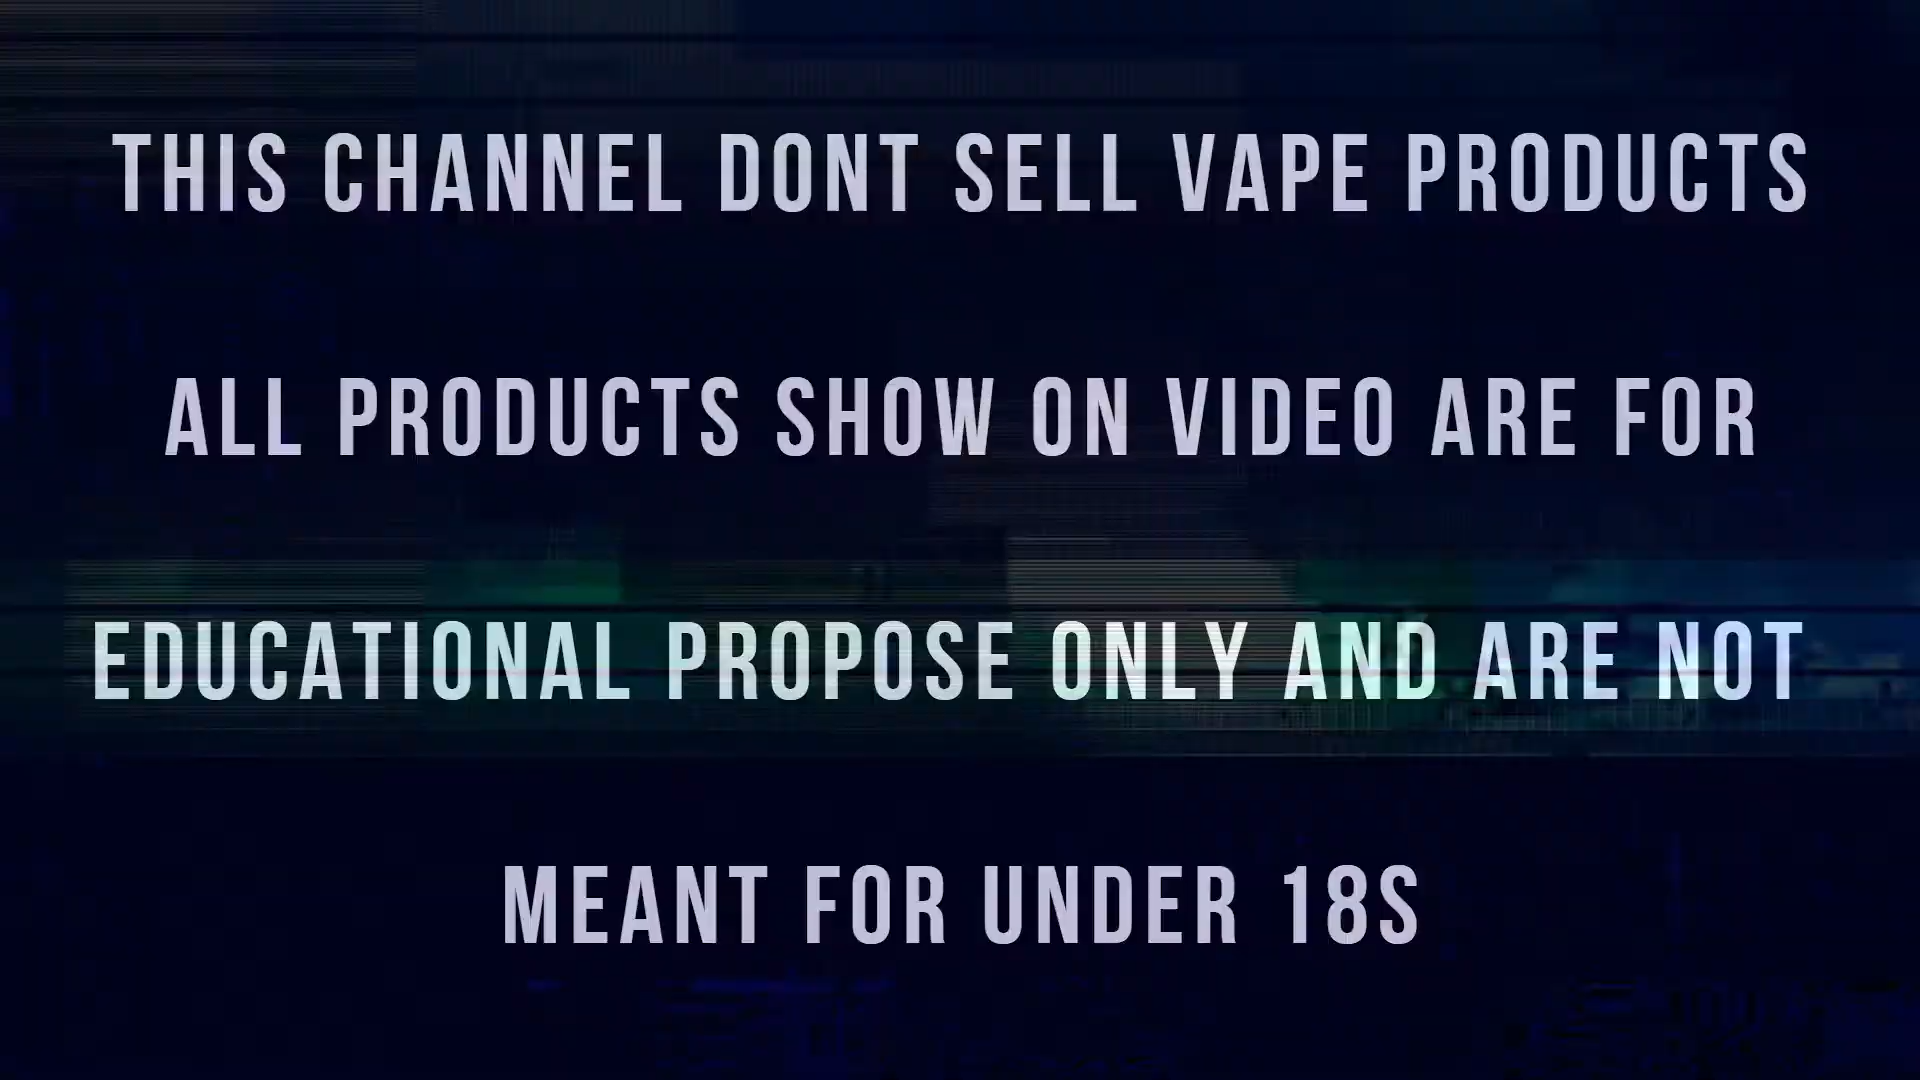 THIS CHANNEL DONT SELL VAPE PRODUCTS
ALL PRODUCTS SHOW ON VIDEO ARE FOR
EDUCATIONAL PROPOSE ONLY AND ARE NOT
MEANT FOR UNDER 18S